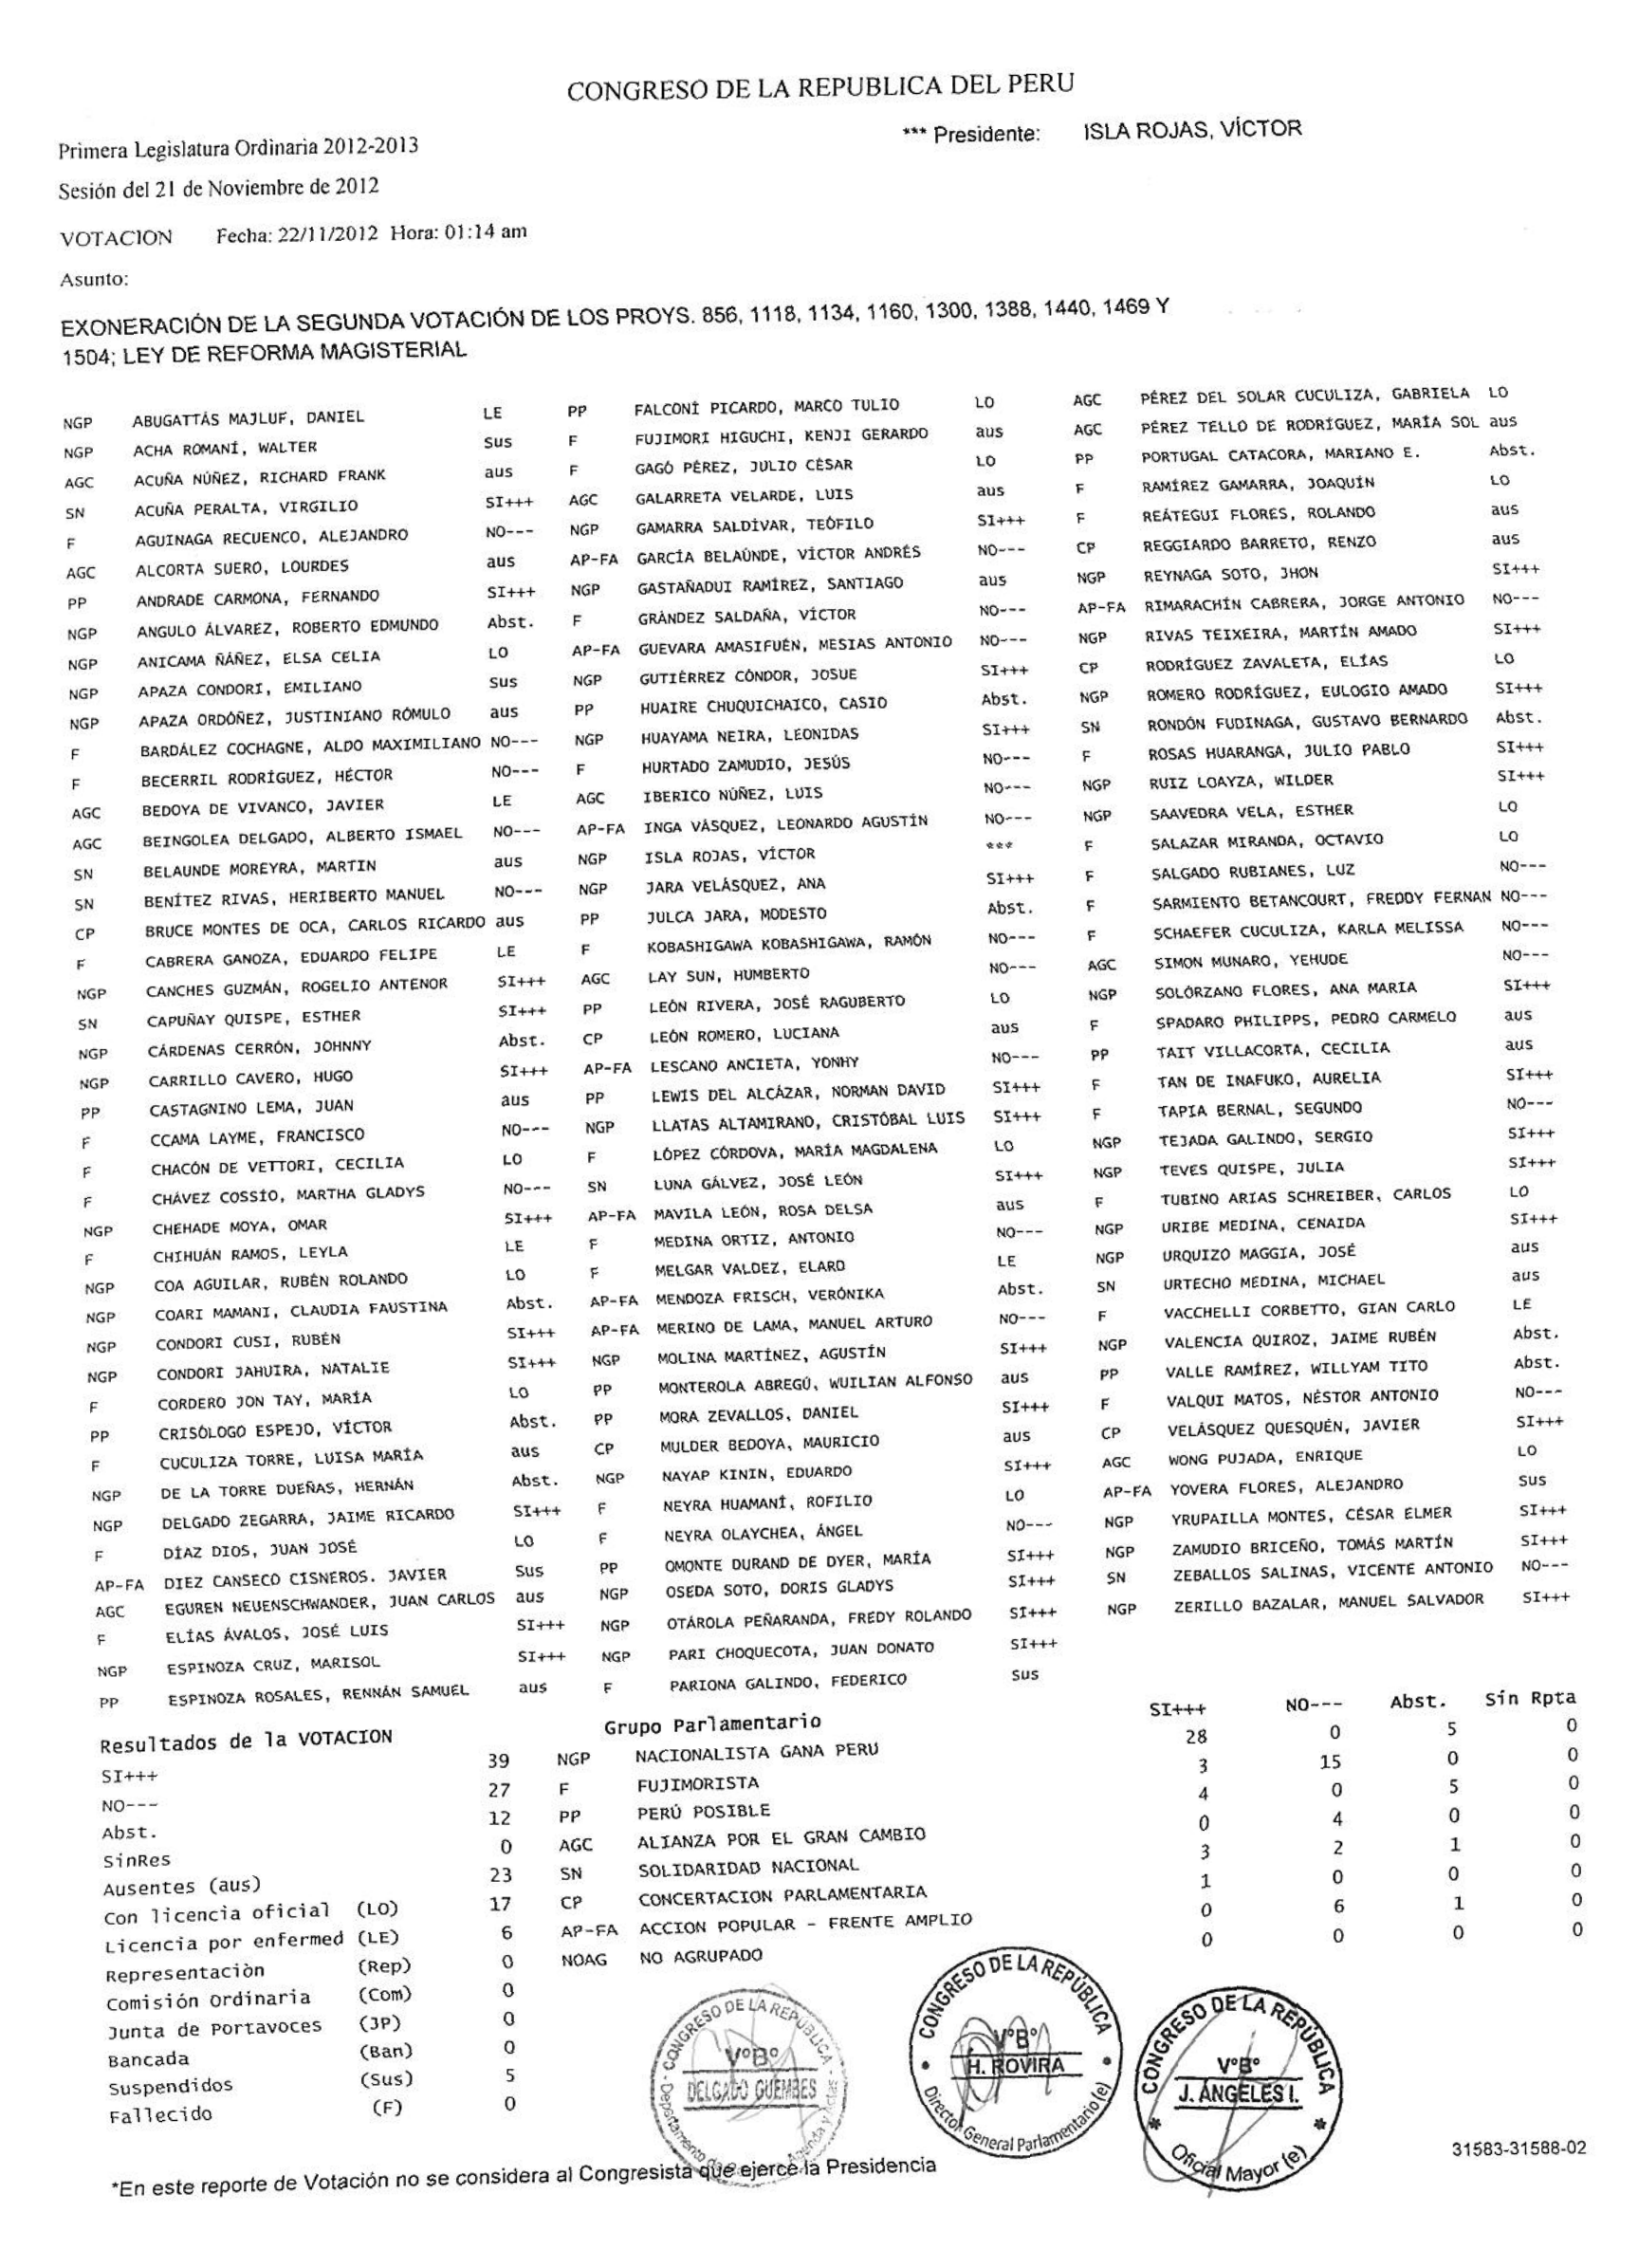 CONGRESO DE LA REPUBLICA DEL PERU
Primera Legislatura Ordinaria 2012-2013
*** Presidente: ISLA ROJAS, VÍCTOR
Sesión del 21 de Noviembre de 2012
VOTACION Fecha: 22/11/2012 Hora: 01:14 am
Asunto:
EXONERACIÓN DE LA SEGUNDA VOTACIÓN DE LOS PROYS. 856, 1118, 1134, 1160, 1300, 1388, 1440, 1469 Y
1504; LEY DE REFORMA MAGISTERIAL
NGP ABUGATTÁS MAJLUF, DANIEL LE
NGP ACHA ROMANÍ, WALTER Sus
AGC ACUÑA NÚÑEZ, RICHARD FRANK aus
SN ACUÑA PERALTA, VIRGILIO SI+++
F AGUINAGA RECUENCO, ALEJANDRO NO---
AGC ALCORTA SUERO, LOURDES aus
PP ANDRADE CARMONA, FERNANDO SI+++
NGP ANGULO ÁLVAREZ, ROBERTO EDMUNDO Abst.
NGP ANICAMA ÑÁÑEZ, ELSA CELIA LO
NGP APAZA CONDORI, EMILIANO Sus
NGP APAZA ORDÓÑEZ, JUSTINIANO RÓMULO aus
F BARDÁLEZ COCHAGNE, ALDO MAXIMILIANO NO---
F BECERRIL RODRÍGUEZ, HÉCTOR NO---
AGC BEDOYA DE VIVANCO, JAVIER LE
AGC BEINGOLEA DELGADO, ALBERTO ISMAEL NO---
SN BELAUNDE MOREYRA, MARTIN aus
SN BENÍTEZ RIVAS, HERIBERTO MANUEL NO---
CP BRUCE MONTES DE OCA, CARLOS RICARDO aus
F CABRERA GANOZA, EDUARDO FELIPE LE
NGP CANCHES GUZMÁN, ROGELIO ANTENOR SI+++
SN CAPUÑAY QUISPE, ESTHER SI+++
NGP CÁRDENAS CERRÓN, JOHNNY Abst.
NGP CARRILLO CAVERO, HUGO SI+++
PP CASTAGNINO LEMA, JUAN aus
F CCAMA LAYME, FRANCISCO NO---
F CHACÓN DE VETTORI, CECILIA LO
F CHÁVEZ COSSÍO, MARTHA GLADYS NO---
NGP CHEHADE MOYA, OMAR SI+++
F CHIHUÁN RAMOS, LEYLA LE
NGP COA AGUILAR, RUBÉN ROLANDO LO
NGP COARI MAMANI, CLAUDIA FAUSTINA Abst.
NGP CONDORI CUSI, RUBÉN SI+++
NGP CONDORI JAHUIRA, NATALIE SI+++
F CORDERO JON TAY, MARÍA LO
PP CRISÓLOGO ESPEJO, VÍCTOR Abst.
F CUCULIZA TORRE, LUISA MARÍA aus
NGP DE LA TORRE DUEÑAS, HERNÁN Abst.
NGP DELGADO ZEGARRA, JAIME RICARDO SI+++
F DÍAZ DIOS, JUAN JOSÉ LO
AP-FA DIEZ CANSECO CISNEROS. JAVIER Sus
AGC EGUREN NEUENSCHWANDER, JUAN CARLOS aus
F ELÍAS ÁVALOS, JOSÉ LUIS SI+++
NGP ESPINOZA CRUZ, MARISOL SI+++
PP ESPINOZA ROSALES, RENNÁN SAMUEL aus
PP FALCONÍ PICARDO, MARCO TULIO LO
F FUJIMORI HIGUCHI, KENJI GERARDO aus
F GAGÓ PÉREZ, JULIO CÉSAR LO
AGC GALARRETA VELARDE, LUIS aus
NGP GAMARRA SALDÍVAR, TEÓFILO SI+++
AP-FA GARCÍA BELAÚNDE, VÍCTOR ANDRÉS NO---
NGP GASTAÑADUI RAMÍREZ, SANTIAGO aus
F GRÁNDEZ SALDAÑA, VÍCTOR NO---
AP-FA GUEVARA AMASIFUÉN, MESIAS ANTONIO NO---
NGP GUTIÉRREZ CÓNDOR, JOSUE SI+++
PP HUAIRE CHUQUICHAICO, CASIO Abst.
NGP HUAYAMA NEIRA, LEONIDAS SI+++
F HURTADO ZAMUDIO, JESÚS NO---
AGC IBERICO NÚÑEZ, LUIS NO---
AP-FA INGA VÁSQUEZ, LEONARDO AGUSTÍN NO---
NGP ISLA ROJAS, VÍCTOR ***
NGP JARA VELÁSQUEZ, ANA SI+++
PP JULCA JARA, MODESTO Abst.
F KOBASHIGAWA KOBASHIGAWA, RAMÓN NO---
AGC LAY SUN, HUMBERTO NO---
PP LEÓN RIVERA, JOSÉ RAGUBERTO LO
CP LEÓN ROMERO, LUCIANA aus
AP-FA LESCANO ANCIETA, YONHY NO---
PP LEWIS DEL ALCÁZAR, NORMAN DAVID SI+++
NGP LLATAS ALTAMIRANO, CRISTÓBAL LUIS SI+++
F LÓPEZ CÓRDOVA, MARÍA MAGDALENA LO
SN LUNA GÁLVEZ, JOSÉ LEÓN SI+++
AP-FA MAVILA LEÓN, ROSA DELSA aus
F MEDINA ORTIZ, ANTONIO NO---
F MELGAR VALDEZ, ELARD LE
AP-FA MENDOZA FRISCH, VERÓNIKA Abst.
AP-FA MERINO DE LAMA, MANUEL ARTURO NO---
NGP MOLINA MARTÍNEZ, AGUSTÍN SI+++
PP MONTEROLA ABREGÚ, WUILIAN ALFONSO aus
PP MORA ZEVALLOS, DANIEL SI+++
CP MULDER BEDOYA, MAURICIO aus
NGP NAYAP KININ, EDUARDO SI+++
F NEYRA HUAMANÍ, ROFILIO LO
F NEYRA OLAYCHEA, ÁNGEL NO---
PP OMONTE DURAND DE DYER, MARÍA SI+++
NGP OSEDA SOTO, DORIS GLADYS SI+++
NGP OTÁROLA PEÑARANDA, FREDY ROLANDO SI+++
NGP PARI CHOQUECOTA, JUAN DONATO SI+++
F PARIONA GALINDO, FEDERICO Sus
AGC PÉREZ DEL SOLAR CUCULIZA, GABRIELA LO
AGC PÉREZ TELLO DE RODRÍGUEZ, MARÍA SOL aus
PP PORTUGAL CATACORA, MARIANO E. Abst.
F RAMÍREZ GAMARRA, JOAQUÍN LO
F REÁTEGUI FLORES, ROLANDO aus
CP REGGIARDO BARRETO, RENZO aus
NGP REYNAGA SOTO, JHON SI+++
AP-FA RIMARACHÍN CABRERA, JORGE ANTONIO NO---
NGP RIVAS TEIXEIRA, MARTÍN AMADO SI+++
CP RODRÍGUEZ ZAVALETA, ELÍAS LO
NGP ROMERO RODRÍGUEZ, EULOGIO AMADO SI+++
SN RONDÓN FUDINAGA, GUSTAVO BERNARDO Abst.
F ROSAS HUARANGA, JULIO PABLO SI+++
NGP RUIZ LOAYZA, WILDER SI+++
NGP SAAVEDRA VELA, ESTHER LO
F SALAZAR MIRANDA, OCTAVIO LO
F SALGADO RUBIANES, LUZ NO---
F SARMIENTO BETANCOURT, FREDDY FERNAN NO---
F SCHAEFER CUCULIZA, KARLA MELISSA NO---
AGC SIMON MUNARO, YEHUDE NO---
NGP SOLÓRZANO FLORES, ANA MARIA SI+++
F SPADARO PHILIPPS, PEDRO CARMELO aus
PP TAIT VILLACORTA, CECILIA aus
F TAN DE INAFUKO, AURELIA SI+++
F TAPIA BERNAL, SEGUNDO NO---
NGP TEJADA GALINDO, SERGIO SI+++
NGP TEVES QUISPE, JULIA SI+++
F TUBINO ARIAS SCHREIBER, CARLOS LO
NGP URIBE MEDINA, CENAIDA SI+++
NGP URQUIZO MAGGIA, JOSÉ aus
SN URTECHO MEDINA, MICHAEL aus
F VACCHELLI CORBETTO, GIAN CARLO LE
NGP VALENCIA QUIROZ, JAIME RUBÉN Abst.
PP VALLE RAMÍREZ, WILLYAM TITO Abst.
F VALQUI MATOS, NÉSTOR ANTONIO NO---
CP VELÁSQUEZ QUESQUÉN, JAVIER SI+++
AGC WONG PUJADA, ENRIQUE LO
AP-FA YOVERA FLORES, ALEJANDRO Sus
NGP YRUPAILLA MONTES, CÉSAR ELMER SI+++
NGP ZAMUDIO BRICEÑO, TOMÁS MARTÍN SI+++
SN ZEBALLOS SALINAS, VICENTE ANTONIO NO---
NGP ZERILLO BAZALAR, MANUEL SALVADOR SI+++
Resultados de la VOTACION
SI+++ 39
NO--- 27
Abst. 12
SinRes 0
Ausentes (aus) 23
Con licencia oficial (LO) 17
Licencia por enfermed (LE) 6
Representaciòn (Rep) 0
Comisión Ordinaria (Com) 0
Junta de Portavoces (JP) 0
Bancada (Ban) 0
Suspendidos (Sus) 5
Fallecido (F) 0
Grupo Parlamentario SI+++ NO--- Abst. Sin Rpta
NGP NACIONALISTA GANA PERU 28 0 5 0
F FUJIMORISTA 3 15 0 0
PP PERÚ POSIBLE 4 0 5 0
AGC ALIANZA POR EL GRAN CAMBIO 0 4 0 0
SN SOLIDARIDAD NACIONAL 3 2 1 0
CP CONCERTACION PARLAMENTARIA 1 0 0 0
AP-FA ACCION POPULAR - FRENTE AMPLIO 0 6 1 0
NOAG NO AGRUPADO 0 0 0 0
CONGRESO DE LA REPUBLICA
V°B°
DELGADO GUEMBES
Departamento
CONGRESO DE LA REPÚBLICA
V°B°
H. ROVIRA
Director General Parlamentario(e)
CONGRESO DE LA REPÚBLICA
V°B°
J. ÁNGELES I.
Oficial Mayor (e)
31583-31588-02
*En este reporte de Votación no se considera al Congresista que ejerce la Presidencia